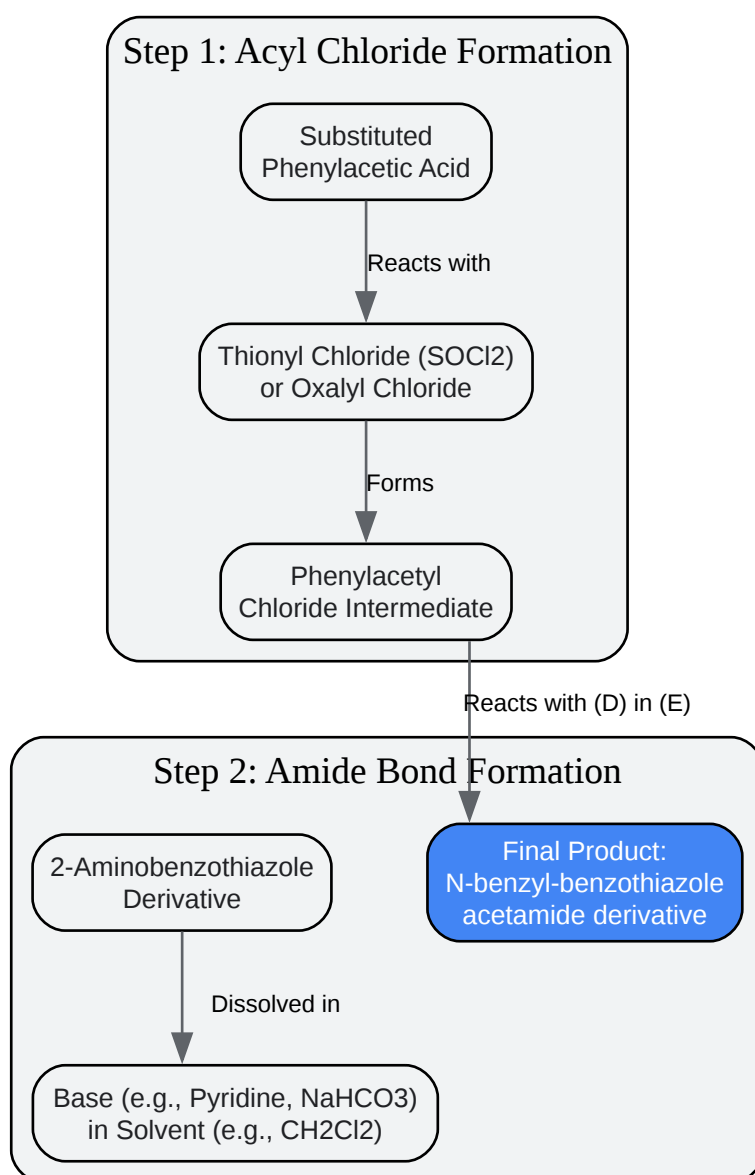 Step 1: Acyl Chloride Formation
Substituted
Phenylacetic Acid
Reacts with
Thionyl Chloride (SOCl2)
or Oxalyl Chloride
Forms
Phenylacetyl
Chloride Intermediate
Reacts with (D) in (E)
Step 2: Amide Bond Formation
2-Aminobenzothiazole
Derivative
Final Product:
N-benzyl-benzothiazole
acetamide derivative
Dissolved in
Base (e.g., Pyridine, NaHCO3)
in Solvent (e.g., CH2Cl2)